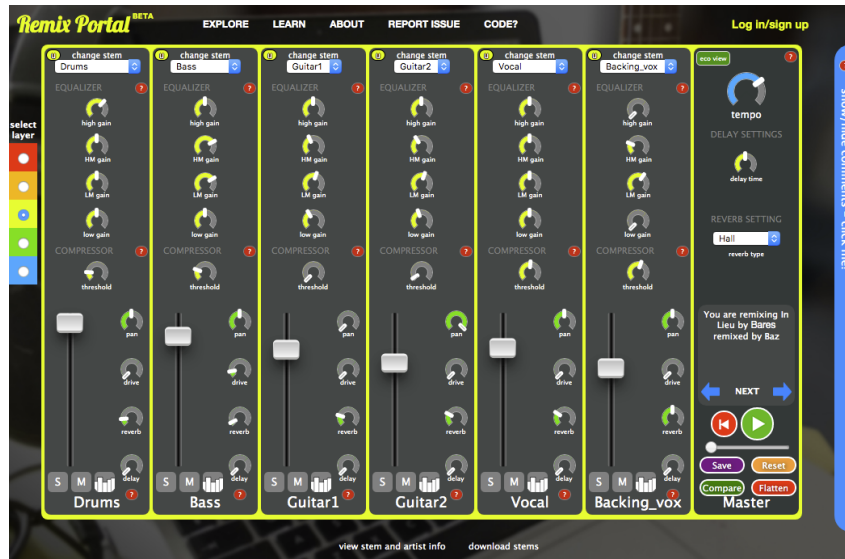 Remix Portal BETA
EXPLORE LEARN ABOUT REPORT ISSUE CODE?
Log in/sign up
select layer
change stem
Drums
EQUALIZER ?
high gain
HM gain
LM gain
low gain
COMPRESSOR ?
threshold
pan
drive
reverb
delay
S M
?
Drums
change stem
Bass
EQUALIZER ?
high gain
HM gain
LM gain
low gain
COMPRESSOR ?
threshold
pan
drive
reverb
delay
S M
?
Bass
change stem
Guitar1
EQUALIZER ?
high gain
HM gain
LM gain
low gain
COMPRESSOR ?
threshold
pan
drive
reverb
delay
S M
?
Guitar1
change stem
Guitar2
EQUALIZER ?
high gain
HM gain
LM gain
low gain
COMPRESSOR ?
threshold
pan
drive
reverb
delay
S M
?
Guitar2
change stem
Vocal
EQUALIZER ?
high gain
HM gain
LM gain
low gain
COMPRESSOR ?
threshold
pan
drive
reverb
delay
S M
?
Vocal
change stem
Backing_vox
EQUALIZER ?
high gain
HM gain
LM gain
low gain
COMPRESSOR ?
threshold
pan
drive
reverb
delay
S M
?
Backing_vox
eco view ?
tempo
DELAY SETTINGS
delay time
REVERB SETTING
Hall
reverb type
You are remixing In
Lieu by Bares
remixed by Baz
NEXT
Save Reset
Compare Flatten
Master
show/hide comments - click me!
view stem and artist info download stems